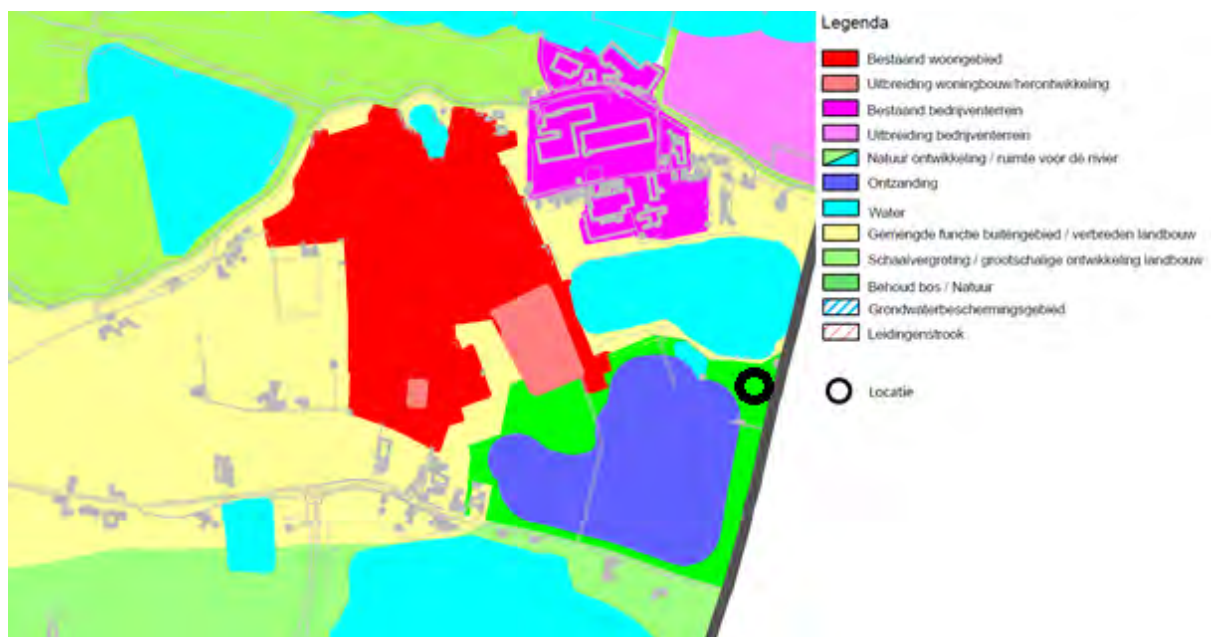 Legenda
Bestaand woongebied
Uitbreiding woningbouw/herontwikkeling
Bestaand bedrijventerrein
Uitbreiding bedrijventerrein
Natuur ontwikkeling / ruimte voor de rivier
Ontzanding
Water
Gemengde functie buitengebied / verbreden landbouw
Schaalvergroting / grootschalige ontwikkeling landbouw
Behoud bos / Natuur
Grondwaterbeschermingsgebied
Leidingenstrook
Locatie